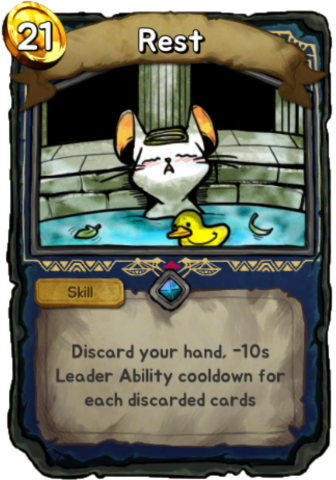 21
Rest
Skill
Discard your hand, -10s
Leader Ability cooldown for
each discarded cards